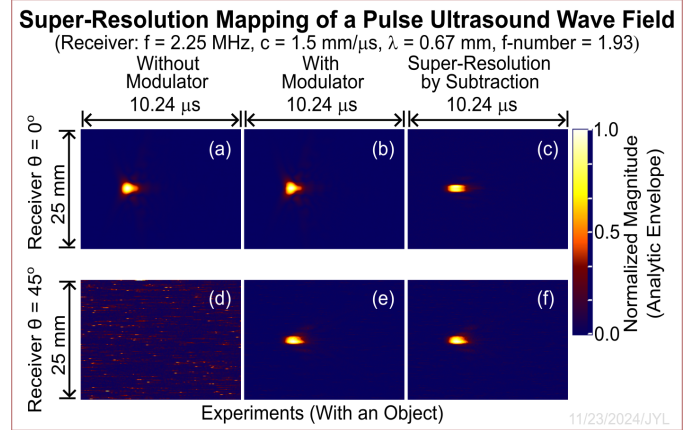 Super-Resolution Mapping of a Pulse Ultrasound Wave Field
(Receiver: f = 2.25 MHz, c = 1.5 mm/μs, λ = 0.67 mm, f-number = 1.93)
Without Modulator
With Modulator
Super-Resolution by Subtraction
10.24 μs
10.24 μs
10.24 μs
Receiver θ = 0°
25 mm
(a)
(b)
(c)
1.0
0.5
0.0
Normalized Magnitude
(Analytic Envelope)
Receiver θ = 45°
25 mm
(d)
(e)
(f)
Experiments (With an Object)
11/23/2024/JYL